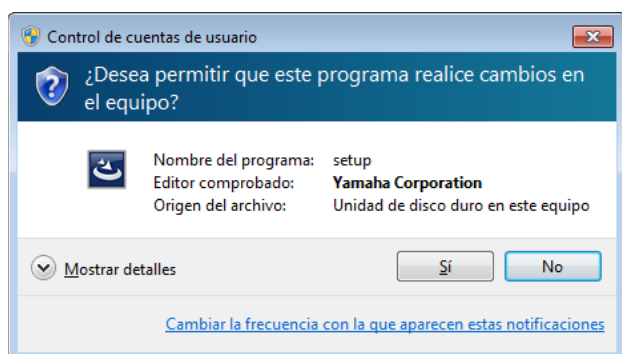 Control de cuentas de usuario
¿Desea permitir que este programa realice cambios en
el equipo?
Nombre del programa: setup
Editor comprobado: Yamaha Corporation
Origen del archivo: Unidad de disco duro en este equipo
Mostrar detalles Sí No
Cambiar la frecuencia con la que aparecen estas notificaciones